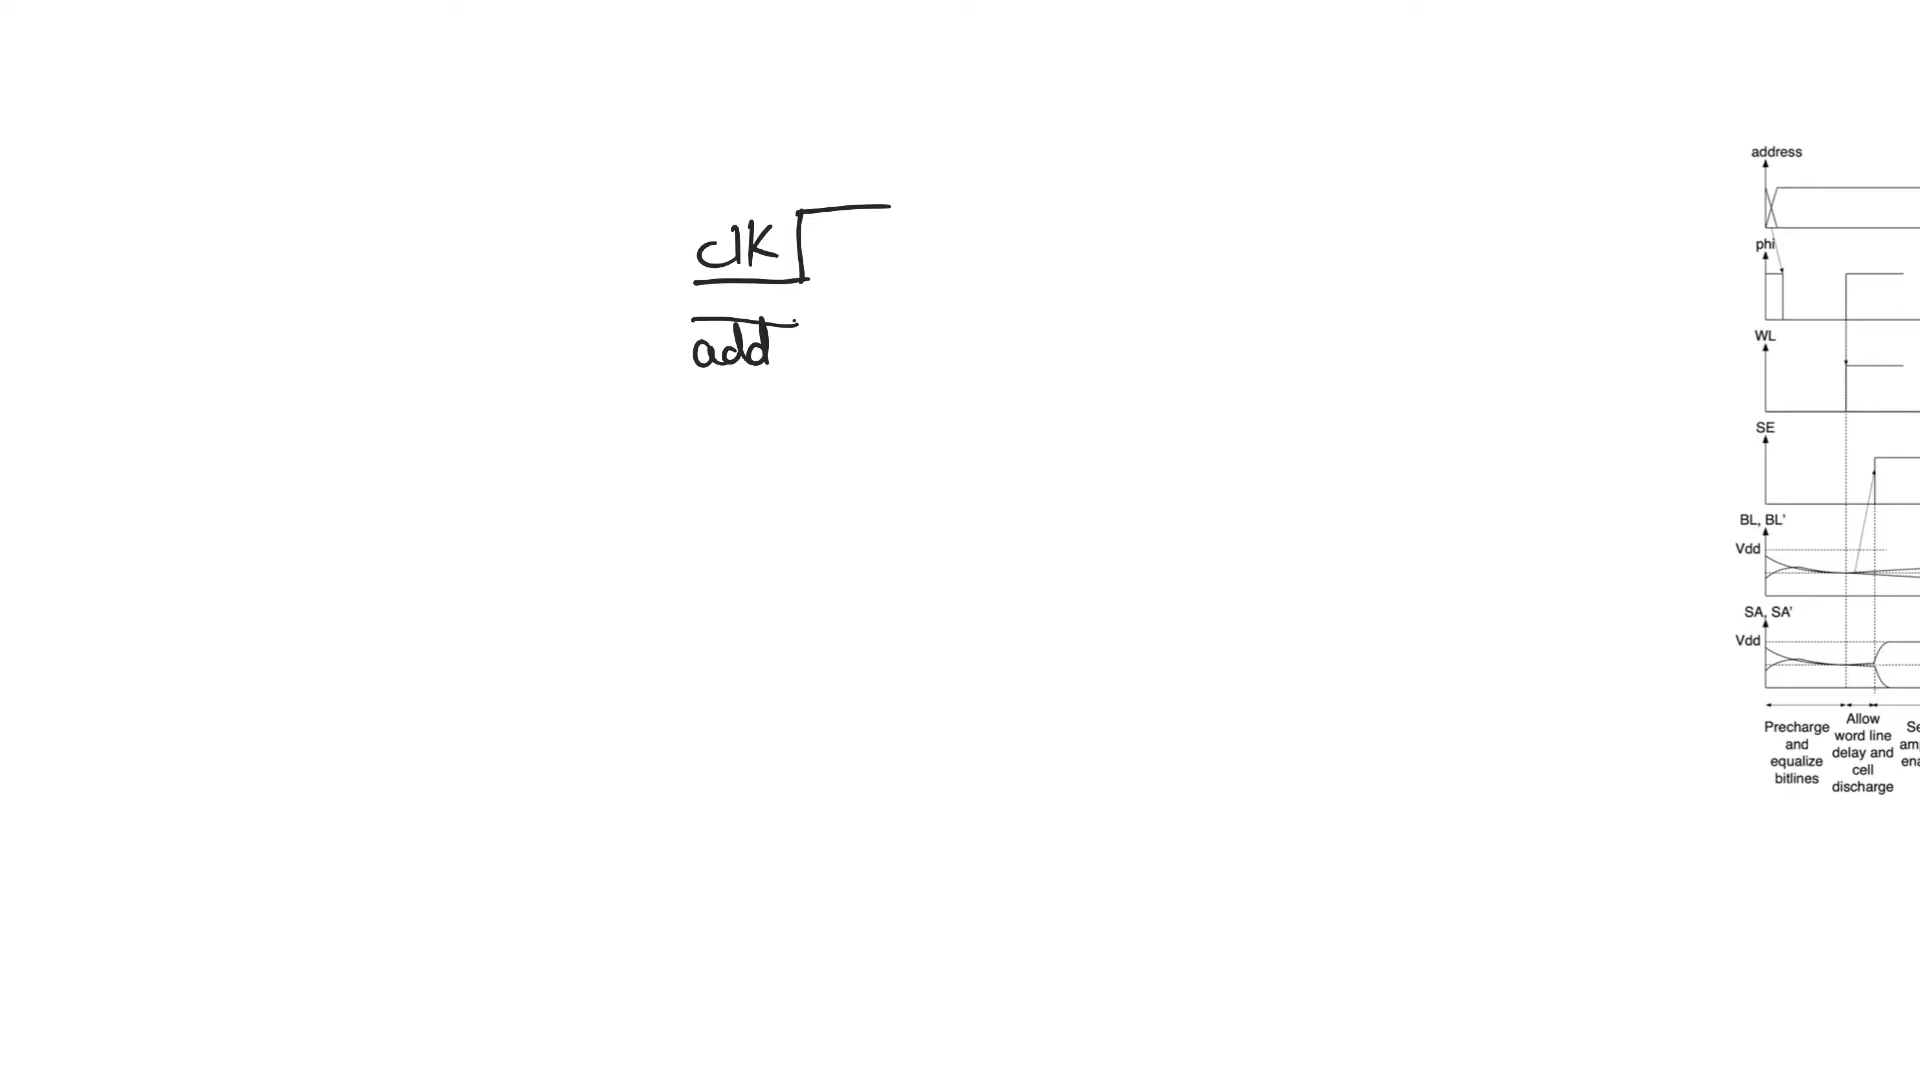 clk
add
address
phi
WL
SE
BL, BL'
Vdd
SA, SA'
Vdd
Precharge
and
equalize
bitlines
Allow
word line
delay and
cell
discharge